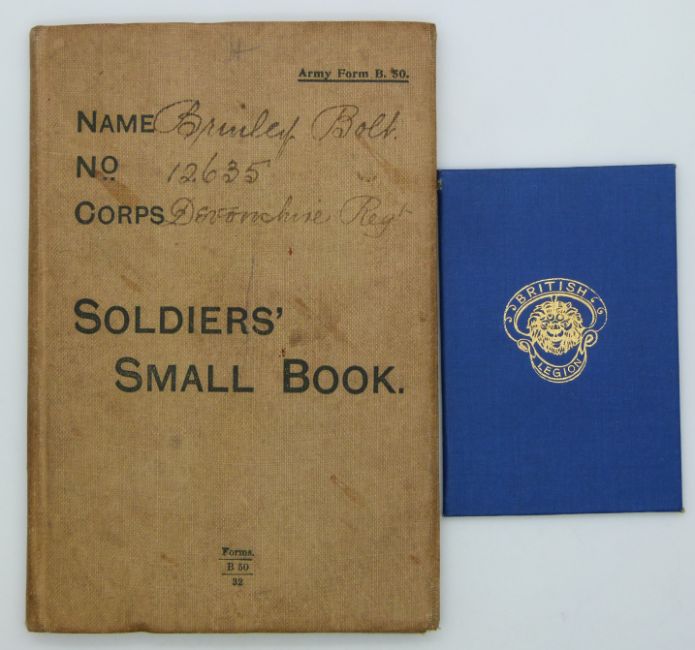 Army Form B. 50.
NAME Brinley Bolt.
No 12635
CORPS Devonshire Regt
SOLDIERS'
SMALL BOOK.
Forms.
B 50
32
BRITISH
LEGION